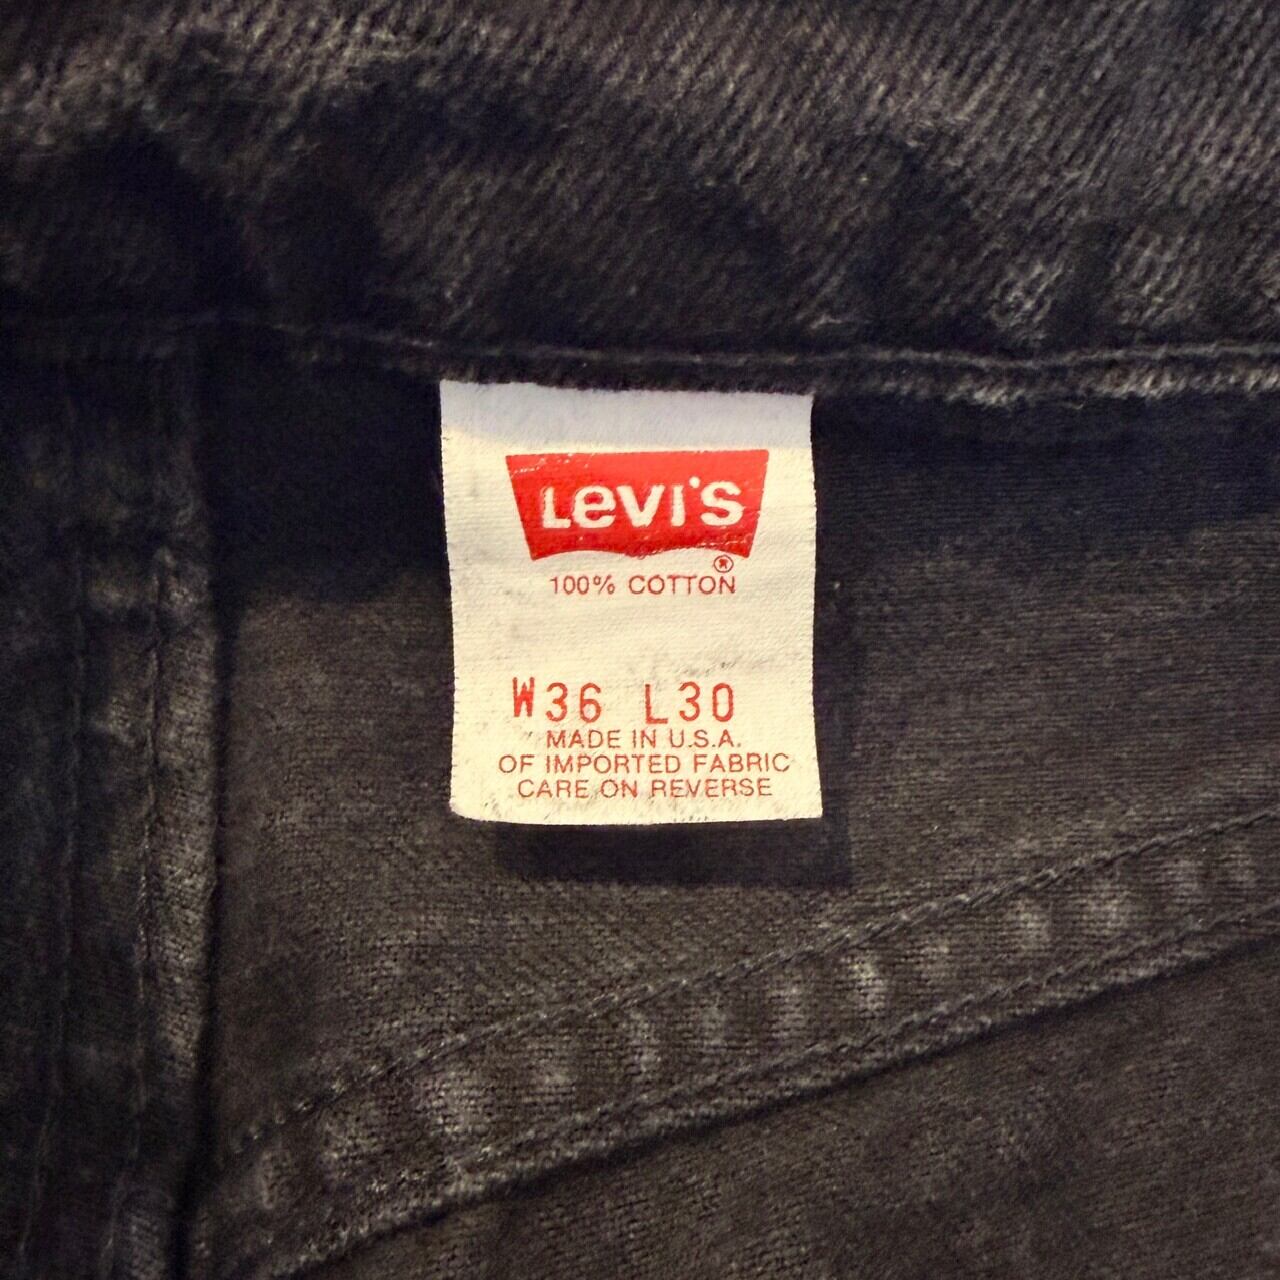 Levi's
®
100% COTTON
W36 L30
MADE IN U.S.A.
OF IMPORTED FABRIC
CARE ON REVERSE